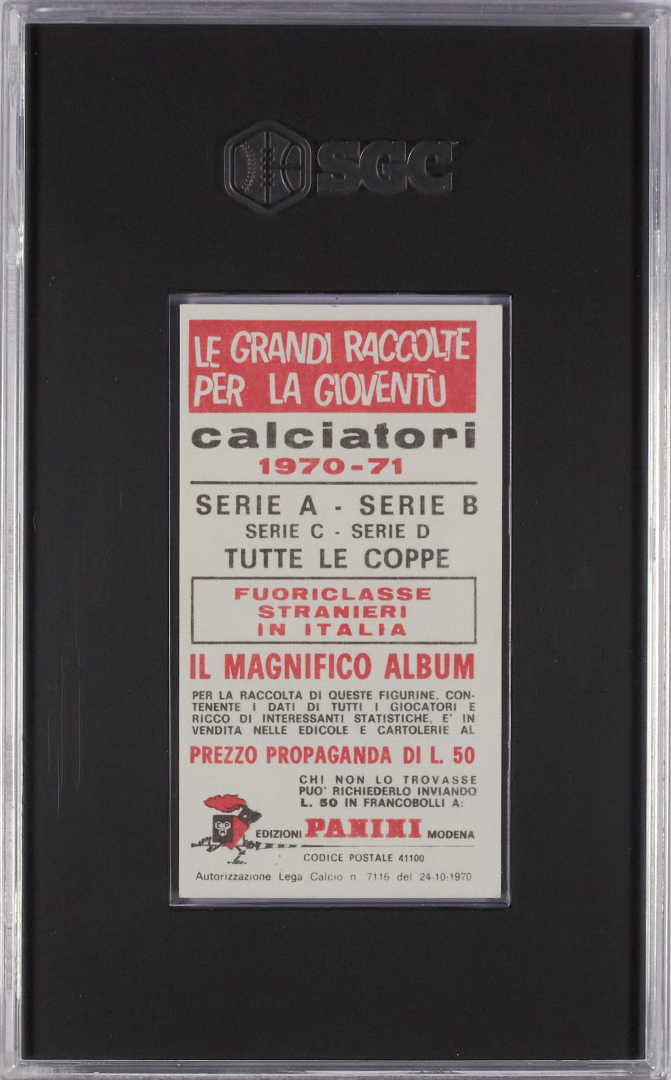 SGC
LE GRANDI RACCOLTE
PER LA GIOVENTÙ
calciatori
1970-71
SERIE A - SERIE B
SERIE C - SERIE D
TUTTE LE COPPE
FUORICLASSE
STRANIERI
IN ITALIA
IL MAGNIFICO ALBUM
PER LA RACCOLTA DI QUESTE FIGURINE, CON-
TENENTE I DATI DI TUTTI I GIOCATORI E
RICCO DI INTERESSANTI STATISTICHE, E' IN
VENDITA NELLE EDICOLE E CARTOLERIE AL
PREZZO PROPAGANDA DI L. 50
CHI NON LO TROVASSE
PUO' RICHIEDERLO INVIANDO
L. 50 IN FRANCOBOLLI A:
EDIZIONI PANINI MODENA
CODICE POSTALE 41100
Autorizzazione Lega Calcio n. 7116 del 24-10-1970